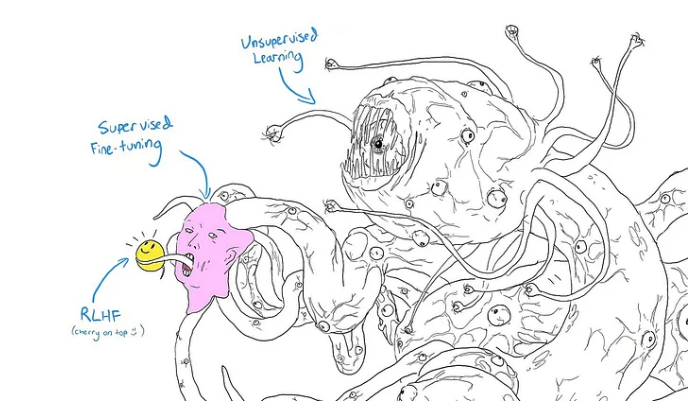 Unsupervised
Learning
Supervised
Fine-tuning
RLHF
(cherry on top :))